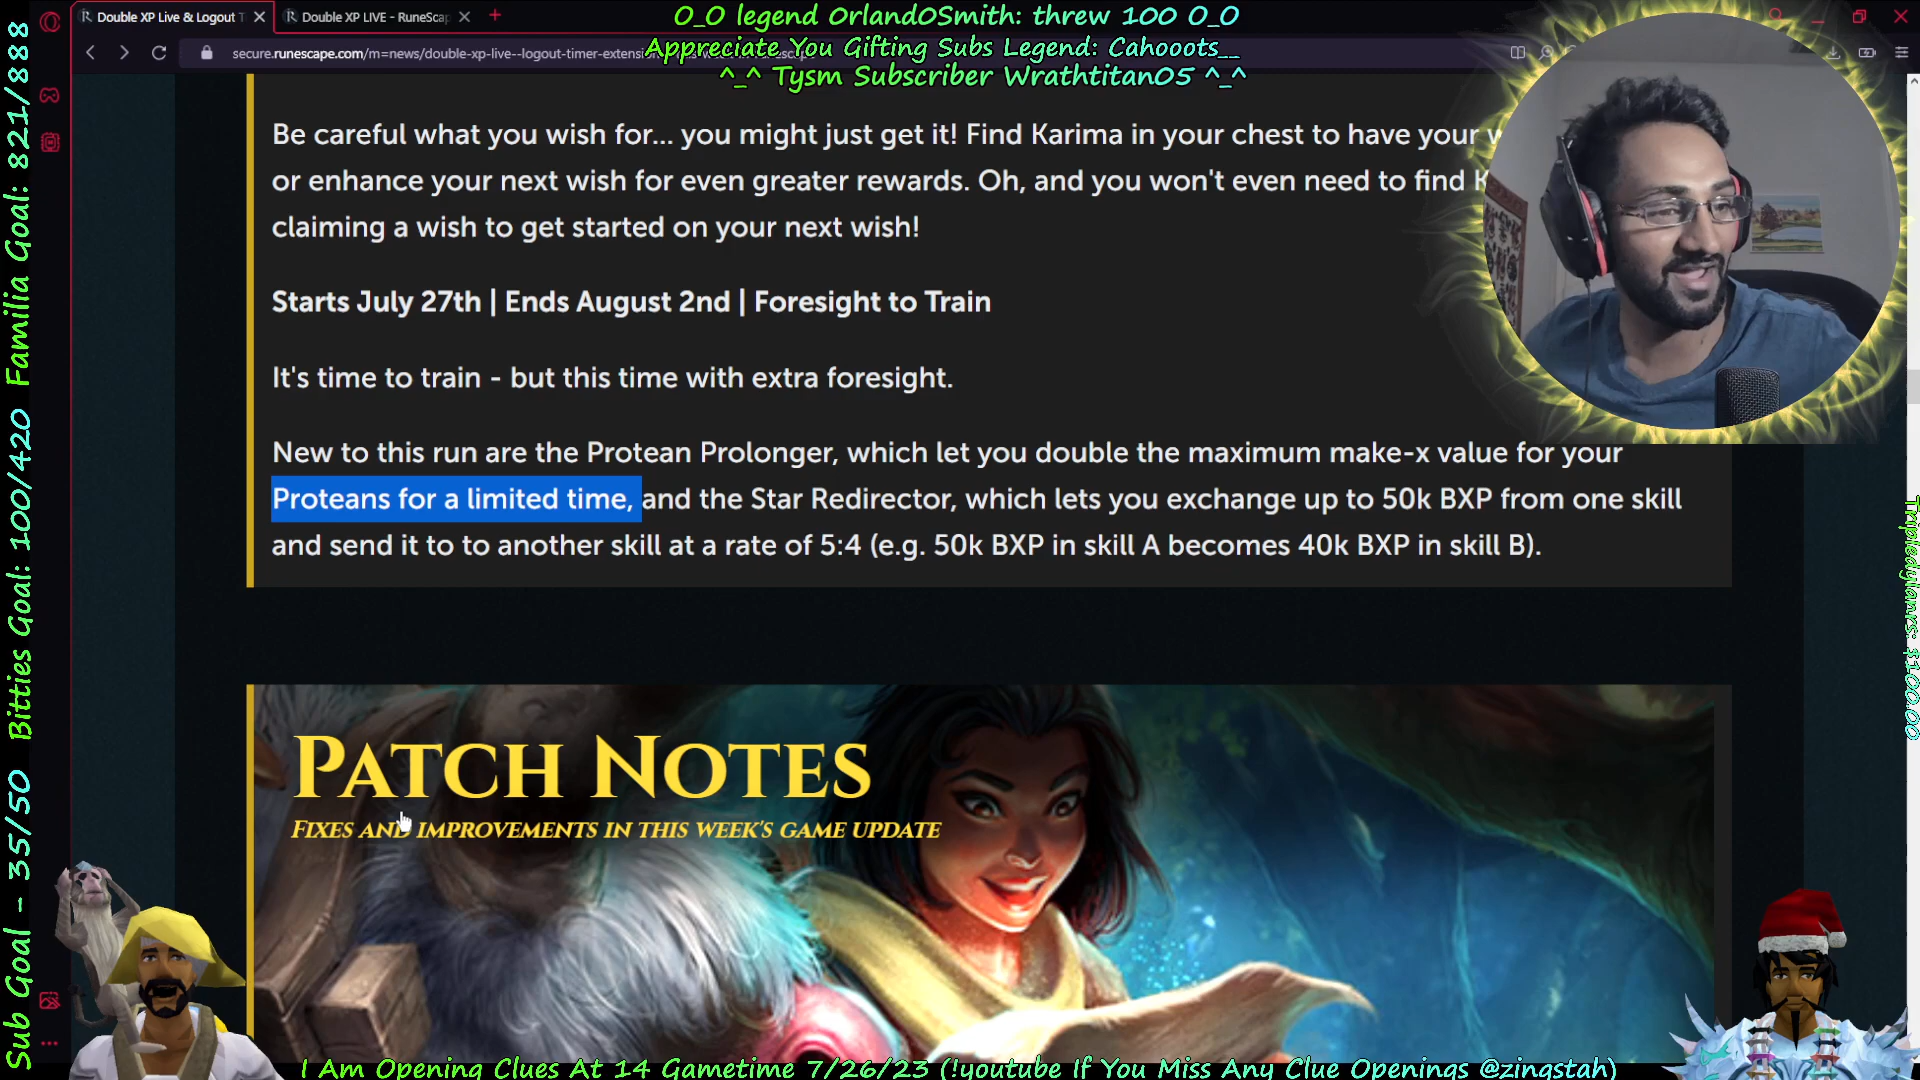 Double XP Live & Logout T
Double XP LIVE - RuneScap
O_O legend OrlandOSmith: threw 100 O_O
secure.runescape.com/m=news/double-xp-live--logout-timer-extension
Appreciate You Gifting Subs Legend: Cahooots__
^_^ Tysm Subscriber Wrathtitan05 ^_^
Be careful what you wish for... you might just get it! Find Karima in your chest to have your w
or enhance your next wish for even greater rewards. Oh, and you won't even need to find K
claiming a wish to get started on your next wish!
Starts July 27th | Ends August 2nd | Foresight to Train
It's time to train - but this time with extra foresight.
New to this run are the Protean Prolonger, which let you double the maximum make-x value for your
Proteans for a limited time, and the Star Redirector, which lets you exchange up to 50k BXP from one skill
and send it to to another skill at a rate of 5:4 (e.g. 50k BXP in skill A becomes 40k BXP in skill B).
PATCH NOTES
FIXES AND IMPROVEMENTS IN THIS WEEK'S GAME UPDATE
Sub Goal - 35/50 Bitties Goal: 100/420 Familia Goal: 821/888
Tripledylans: $100.00
I Am Opening Clues At 14 Gametime 7/26/23 (!youtube If You Miss Any Clue Openings @zingstah)